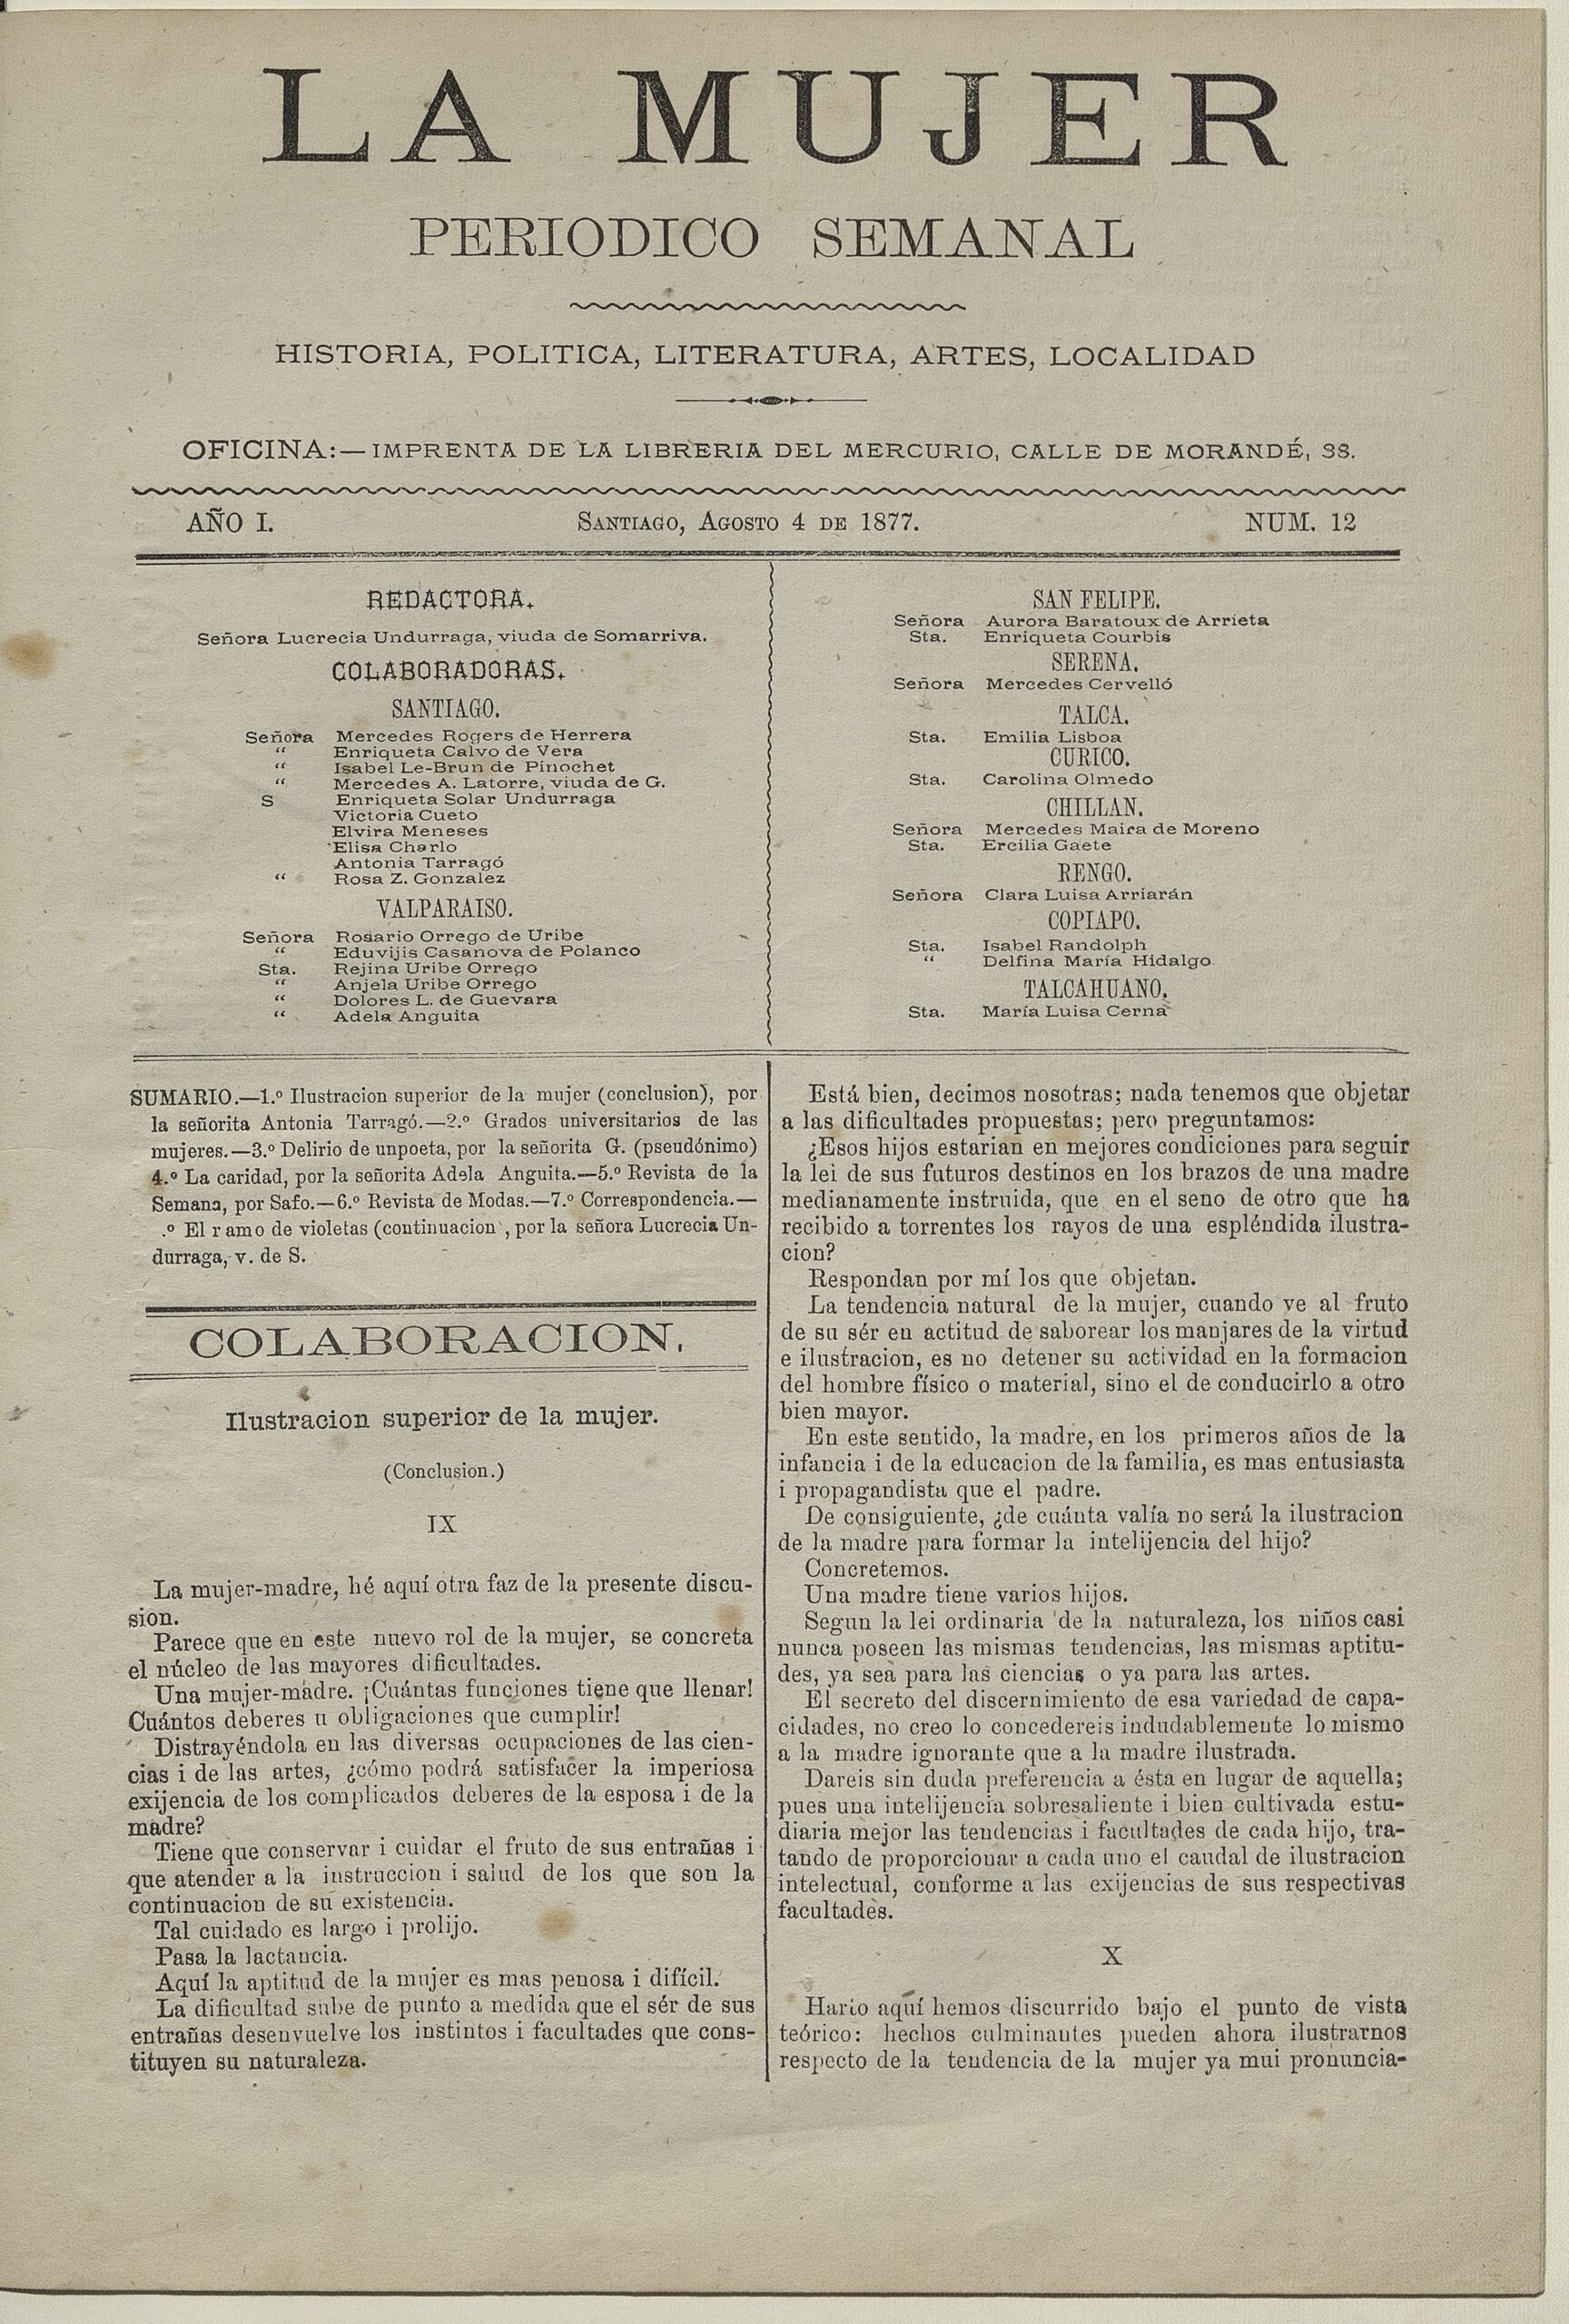 LA MUJER
PERIODICO SEMANAL
HISTORIA, POLITICA, LITERATURA, ARTES, LOCALIDAD
OFICINA:—IMPRENTA DE LA LIBRERIA DEL MERCURIO, CALLE DE MORANDÉ, 38.
AÑO I. SANTIAGO, AGOSTO 4 DE 1877. NUM. 12
REDACTORA.
Señora Lucrecia Undurraga, viuda de Somarriva.
COLABORADORAS.
SANTIAGO.
Señora Mercedes Rogers de Herrera
“ Enriqueta Calvo de Vera
“ Isabel Le-Brun de Pinochet
“ Mercedes A. Latorre, viuda de G.
S Enriqueta Solar Undurraga
Victoria Cueto
Elvira Meneses
Elisa Charlo
Antonia Tarragó
“ Rosa Z. Gonzalez
VALPARAISO.
Señora Rosario Orrego de Uribe
“ Eduvijis Casanova de Polanco
Sta. Rejina Uribe Orrego
“ Anjela Uribe Orrego
“ Dolores L. de Guevara
“ Adela Anguita
SAN FELIPE.
Señora Aurora Baratoux de Arrieta
Sta. Enriqueta Courbis
SERENA.
Señora Mercedes Cervelló
TALCA.
Sta. Emilia Lisboa
CURICO.
Sta. Carolina Olmedo
CHILLAN.
Señora Mercedes Maira de Moreno
Sta. Ercilia Gaete
RENGO.
Señora Clara Luisa Arriarán
COPIAPO.
Sta. Isabel Randolph
“ Delfina María Hidalgo
TALCAHUANO.
Sta. María Luisa Cerna
SUMARIO.—1.º Ilustracion superior de la mujer (conclusion), por
la señorita Antonia Tarragó.—2.º Grados universitarios de las
mujeres.—3.º Delirio de unpoeta, por la señorita G. (pseudónimo)
4.º La caridad, por la señorita Adela Anguita.—5.º Revista de la
Semana, por Safo.—6.º Revista de Modas.—7.º Correspondencia.—
.º El ramo de violetas (continuacion, por la señora Lucrecia Un-
durraga, v. de S.
COLABORACION.
Ilustracion superior de la mujer.
(Conclusion.)
IX
La mujer-madre, hé aquí otra faz de la presente discu-
sion.
Parece que en este nuevo rol de la mujer, se concreta
el núcleo de las mayores dificultades.
Una mujer-madre. ¡Cuántas funciones tiene que llenar!
Cuántos deberes u obligaciones que cumplir!
Distrayéndola en las diversas ocupaciones de las cien-
cias i de las artes, ¿cómo podrá satisfacer la imperiosa
exijencia de los complicados deberes de la esposa i de la
madre?
Tiene que conservar i cuidar el fruto de sus entrañas i
que atender a la instruccion i salud de los que son la
continuacion de su existencia.
Tal cuidado es largo i prolijo.
Pasa la lactancia.
Aquí la aptitud de la mujer es mas penosa i difícil.
La dificultad sube de punto a medida que el sér de sus
entrañas desenvuelve los instintos i facultades que cons-
tituyen su naturaleza.
Está bien, decimos nosotras; nada tenemos que objetar
a las dificultades propuestas; pero preguntamos:
¿Esos hijos estarian en mejores condiciones para seguir
la lei de sus futuros destinos en los brazos de una madre
medianamente instruida, que en el seno de otro que ha
recibido a torrentes los rayos de una espléndida ilustra-
cion?
Respondan por mí los que objetan.
La tendencia natural de la mujer, cuando ve al fruto
de su sér en actitud de saborear los manjares de la virtud
e ilustracion, es no detener su actividad en la formacion
del hombre físico o material, sino el de conducirlo a otro
bien mayor.
En este sentido, la madre, en los primeros años de la
infancia i de la educacion de la familia, es mas entusiasta
i propagandista que el padre.
De consiguiente, ¿de cuánta valía no será la ilustracion
de la madre para formar la intelijencia del hijo?
Concretemos.
Una madre tiene varios hijos.
Segun la lei ordinaria de la naturaleza, los niños casi
nunca poseen las mismas tendencias, las mismas aptitu-
des, ya sea para las ciencias o ya para las artes.
El secreto del discernimiento de esa variedad de capa-
cidades, no creo lo concedereis indudablemente lo mismo
a la madre ignorante que a la madre ilustrada.
Dareis sin duda preferencia a ésta en lugar de aquella;
pues una intelijencia sobresaliente i bien cultivada estu-
diaria mejor las tendencias i facultades de cada hijo, tra-
tando de proporcionar a cada uno el caudal de ilustracion
intelectual, conforme a las exijencias de sus respectivas
facultades.
X
Harto aquí hemos discurrido bajo el punto de vista
teórico: hechos culminantes pueden ahora ilustrarnos
respecto de la tendencia de la mujer ya mui pronuncia-